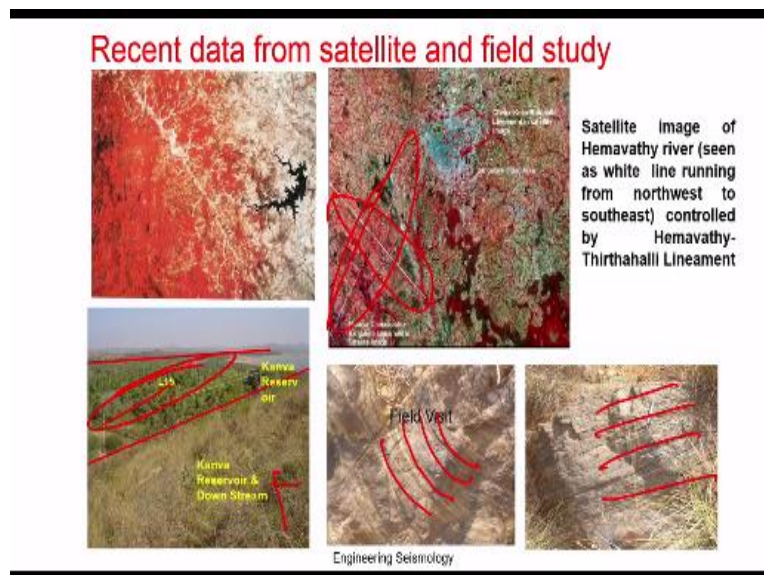 Recent data from satellite and field study
Satellite image of
Hemavathy river (seen
as white line running
from northwest to
southeast) controlled
by Hemavathy-
Thirthahalli Lineament
L15
Kanva
Reserv
oir
Kanva
Reservoir &
Down Stream
Field Visit
Engineering Seismology